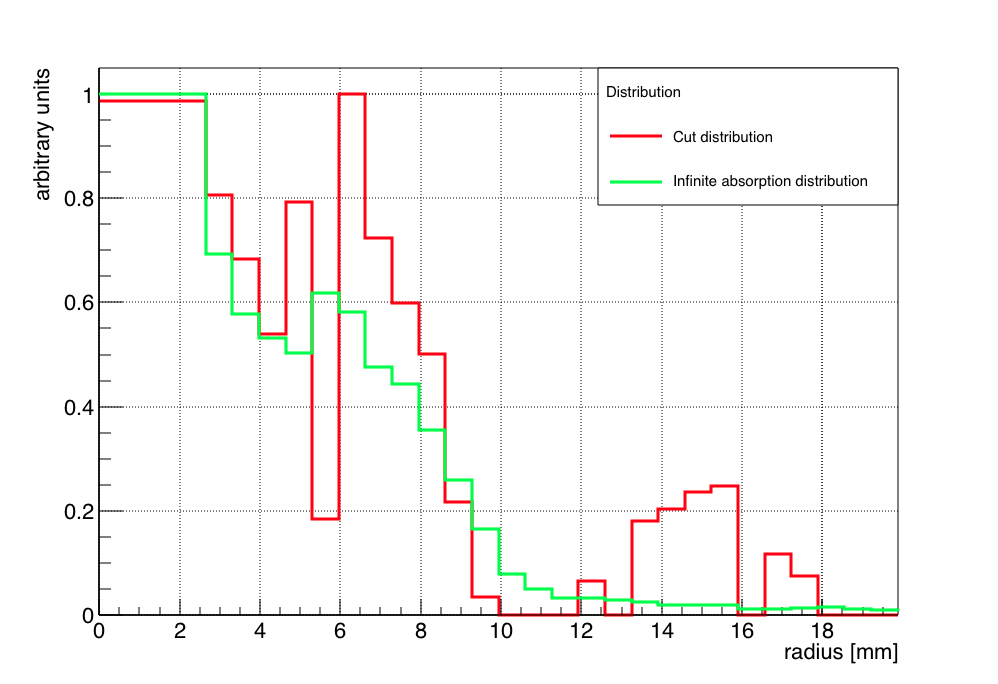 arbitrary units
1
0.8
0.6
0.4
0.2
0
0 2 4 6 8 10 12 14 16 18
radius [mm]
Distribution
Cut distribution
Infinite absorption distribution